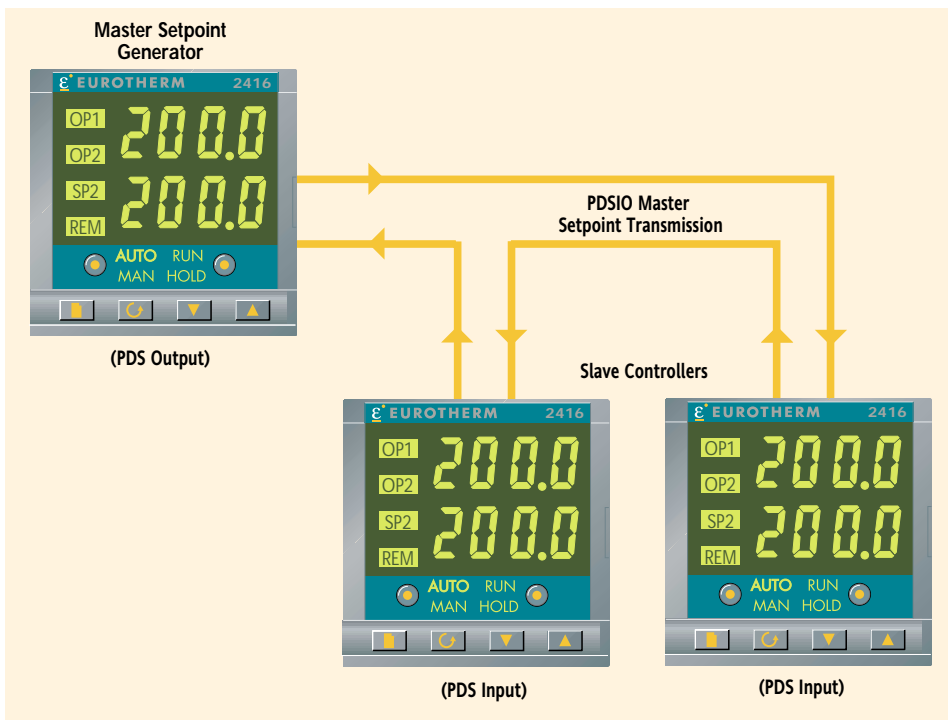 Master Setpoint
Generator
ε EUROTHERM 2416
OP1
200.0
OP2
SP2
200.0
REM
AUTO RUN
MAN HOLD
(PDS Output)
PDSIO Master
Setpoint Transmission
Slave Controllers
ε EUROTHERM 2416
OP1
200.0
OP2
SP2
200.0
REM
AUTO RUN
MAN HOLD
(PDS Input)
ε EUROTHERM 2416
OP1
200.0
OP2
SP2
200.0
REM
AUTO RUN
MAN HOLD
(PDS Input)